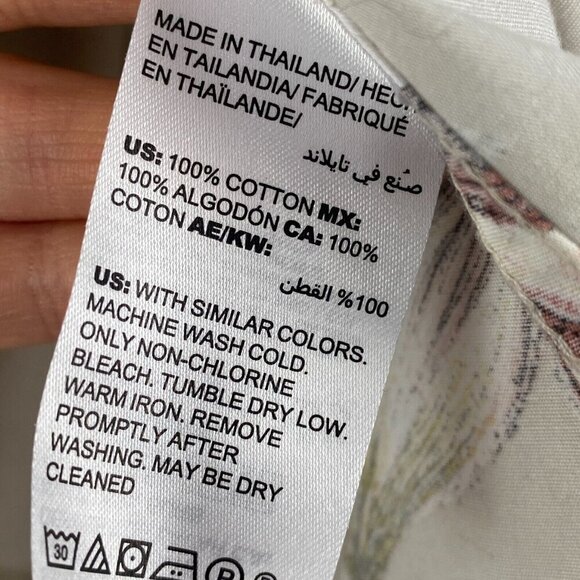 MADE IN THAILAND/
EN TAILANDIA/ FABRIQUÉ
EN THAÏLANDE/
صُنع في تايلاند
US: 100% COTTON MX:
100% ALGODÓN CA: 100%
COTON AE/KW:
100% القطن
US: WITH SIMILAR COLORS.
MACHINE WASH COLD.
ONLY NON-CHLORINE
BLEACH. TUMBLE DRY LOW.
WARM IRON. REMOVE
PROMPTLY AFTER
WASHING. MAY BE DRY
CLEANED
30 P